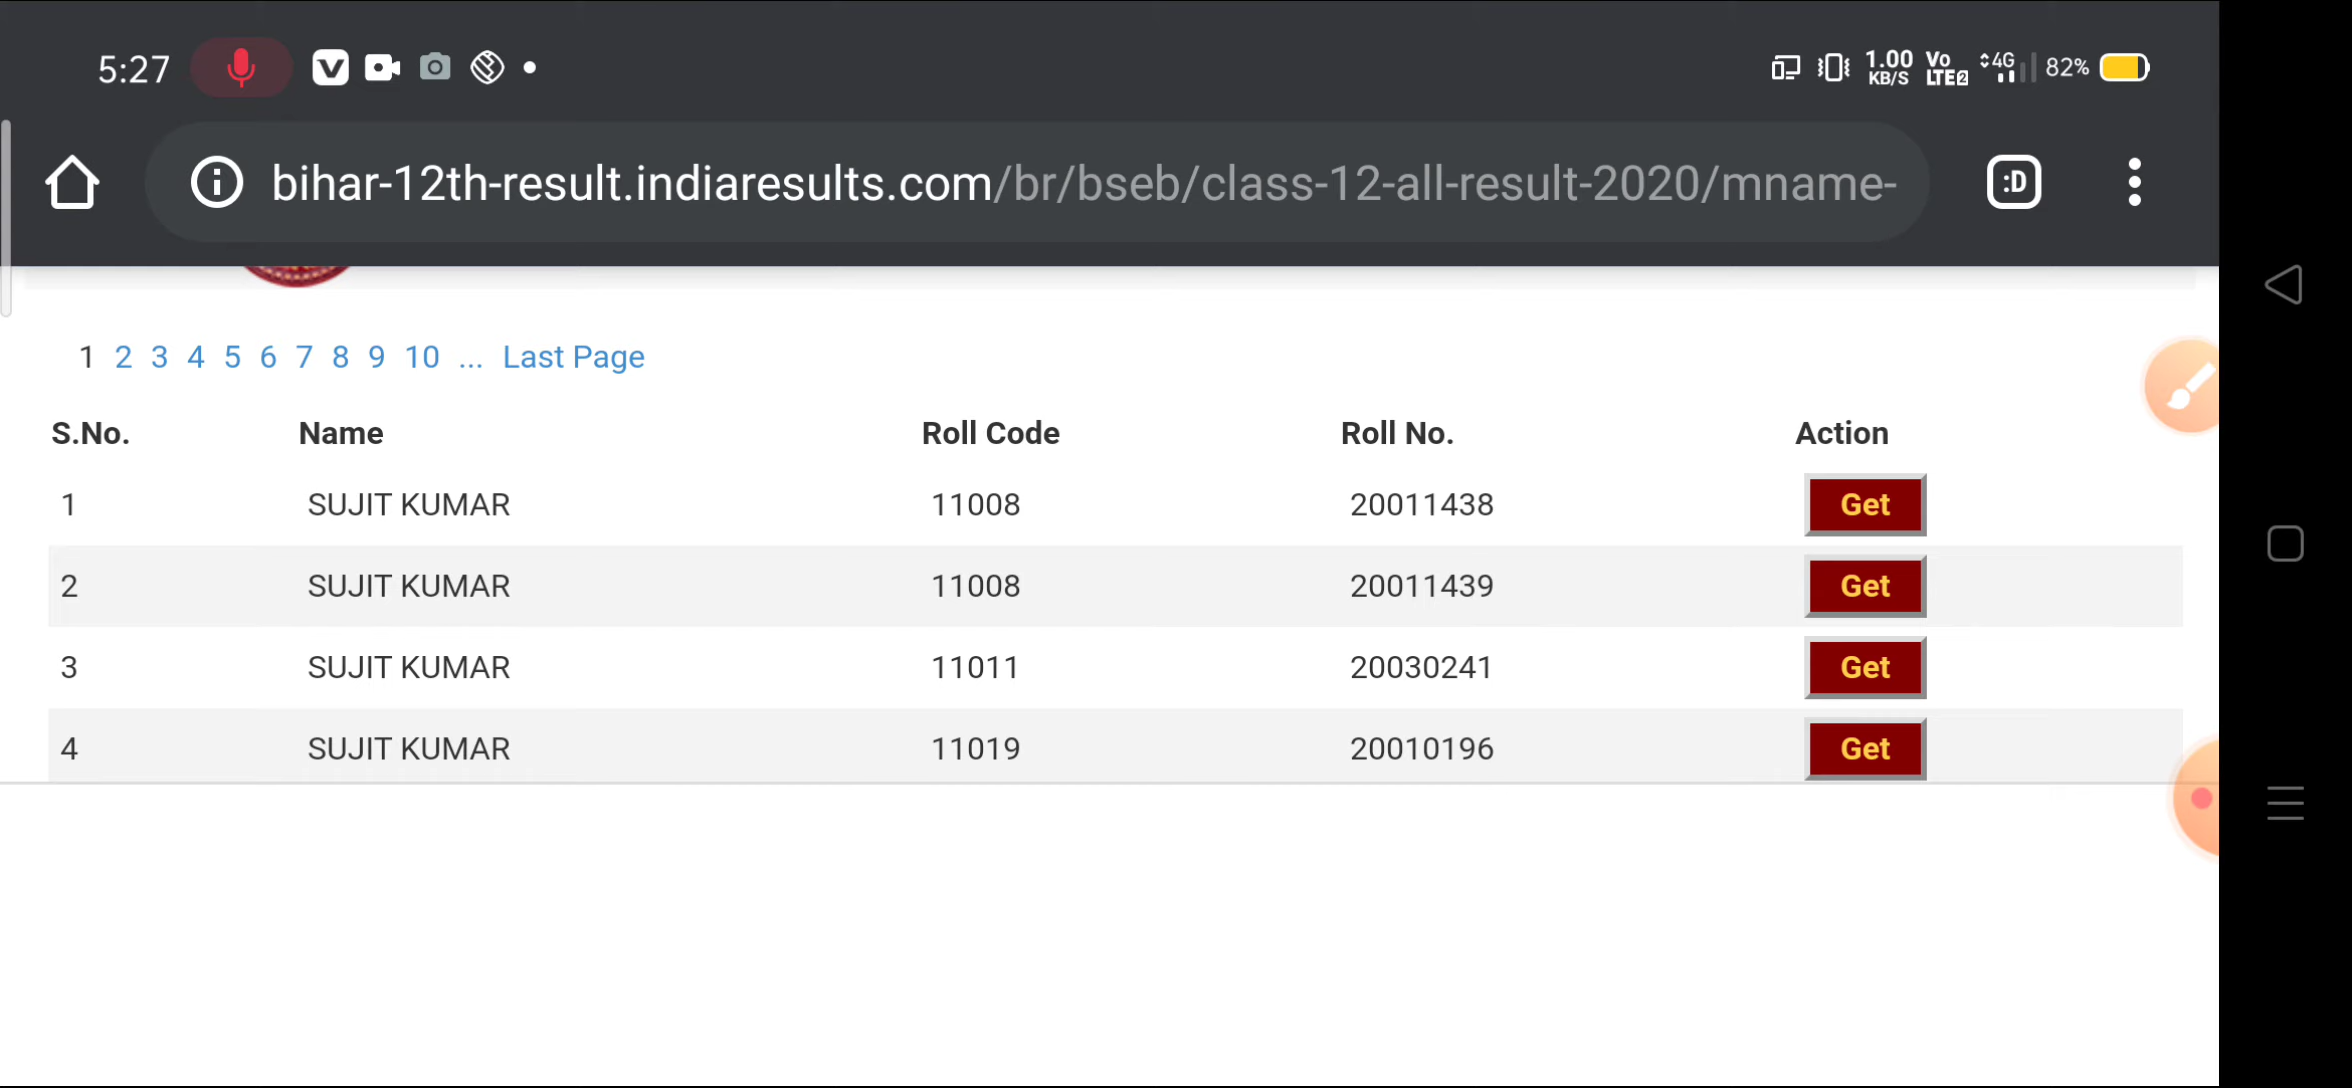 5:27 1.00 KB/S Vo LTE2 4G 82%
bihar-12th-result.indiaresults.com/br/bseb/class-12-all-result-2020/mname- :D
1 2 3 4 5 6 7 8 9 10 ... Last Page
S.No. Name Roll Code Roll No. Action
1 SUJIT KUMAR 11008 20011438 Get
2 SUJIT KUMAR 11008 20011439 Get
3 SUJIT KUMAR 11011 20030241 Get
4 SUJIT KUMAR 11019 20010196 Get